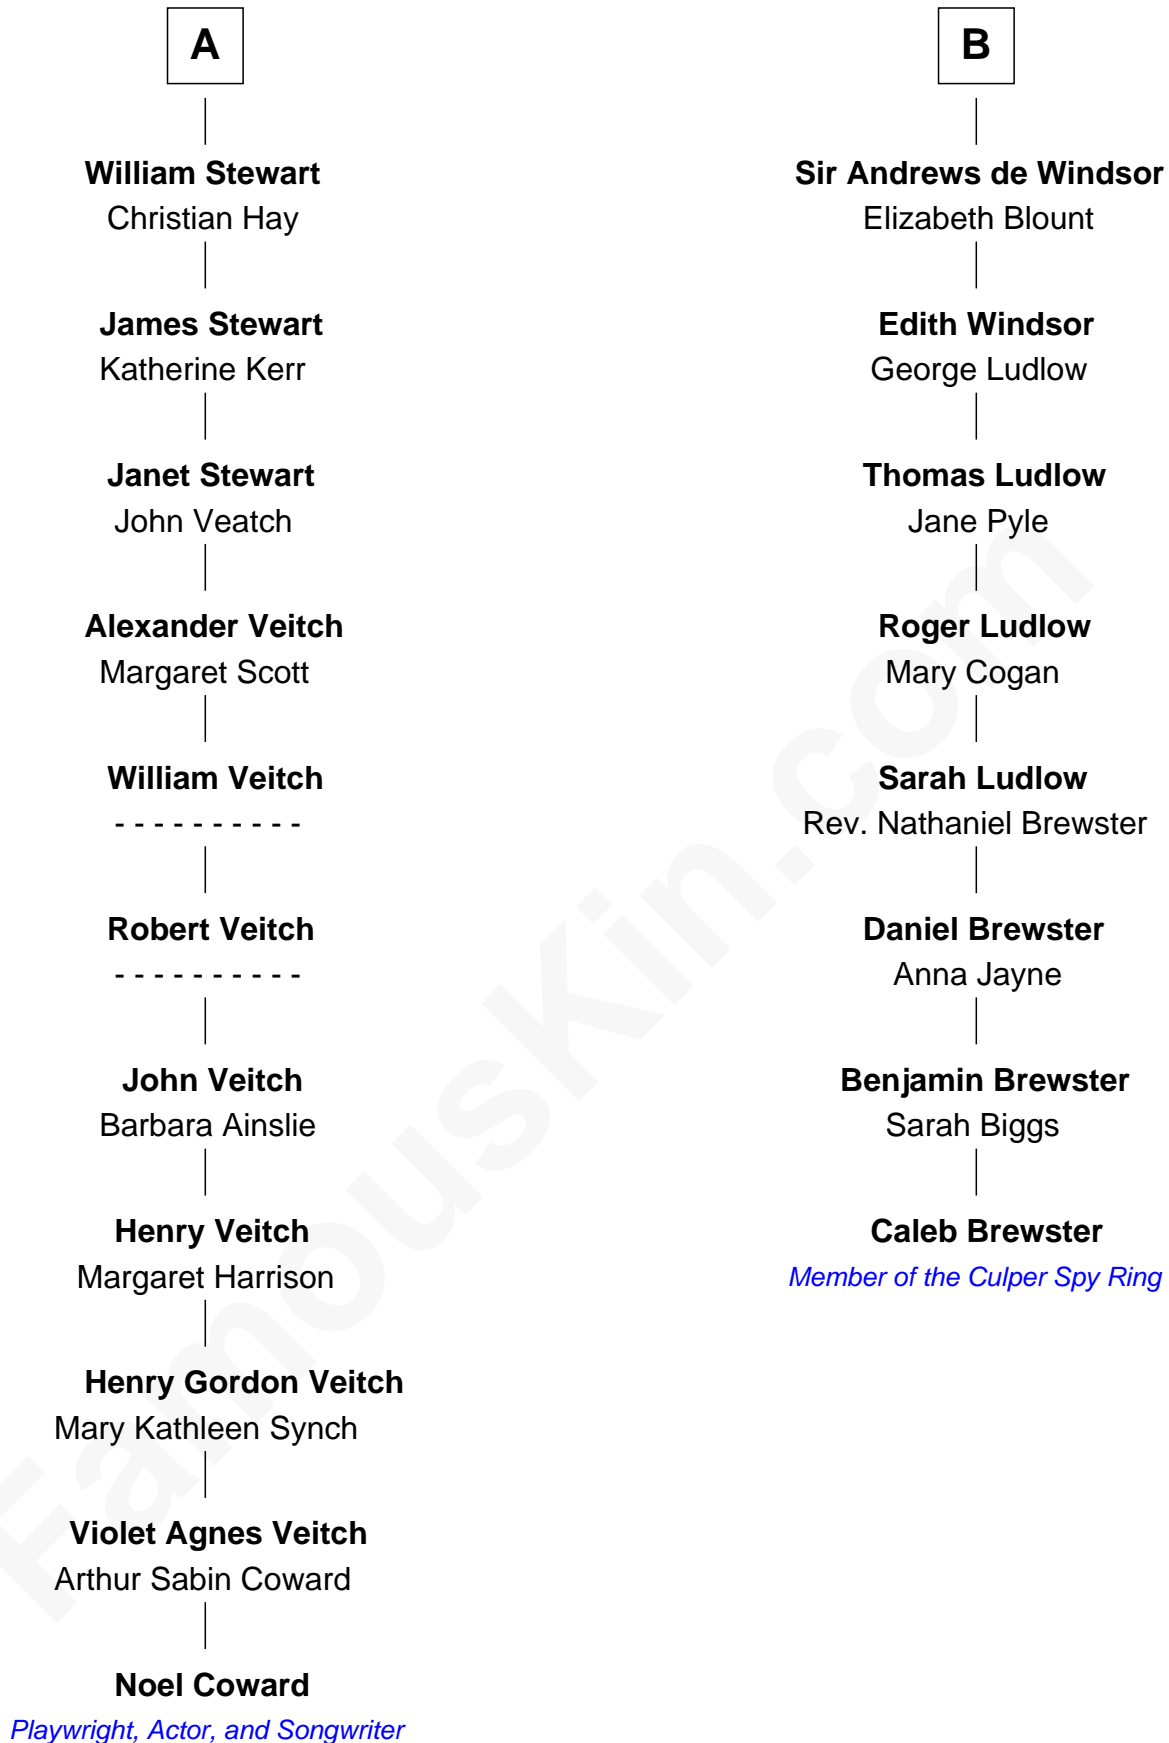 A
William Stewart
Christian Hay
James Stewart
Katherine Kerr
Janet Stewart
John Veatch
Alexander Veitch
Margaret Scott
William Veitch
- - - - - - - - - -
Robert Veitch
- - - - - - - - - -
John Veitch
Barbara Ainslie
Henry Veitch
Margaret Harrison
Henry Gordon Veitch
Mary Kathleen Synch
Violet Agnes Veitch
Arthur Sabin Coward
Noel Coward
Playwright, Actor, and Songwriter
B
Sir Andrews de Windsor
Elizabeth Blount
Edith Windsor
George Ludlow
Thomas Ludlow
Jane Pyle
Roger Ludlow
Mary Cogan
Sarah Ludlow
Rev. Nathaniel Brewster
Daniel Brewster
Anna Jayne
Benjamin Brewster
Sarah Biggs
Caleb Brewster
Member of the Culper Spy Ring
FamousKin.com